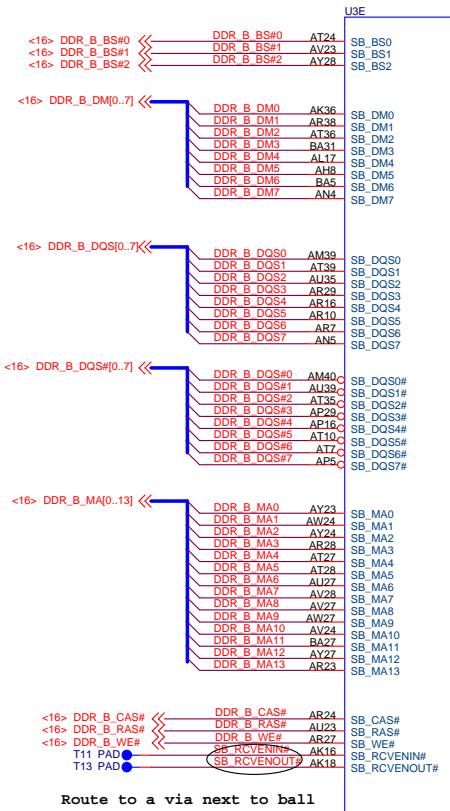 U3E
<16> DDR_B_BS#0 DDR_B_BS#0 AT24 SB_BS0
<16> DDR_B_BS#1 DDR_B_BS#1 AV23 SB_BS1
<16> DDR_B_BS#2 DDR_B_BS#2 AY28 SB_BS2
<16> DDR_B_DM[0..7]
DDR_B_DM0 AK36 SB_DM0
DDR_B_DM1 AR38 SB_DM1
DDR_B_DM2 AT36 SB_DM2
DDR_B_DM3 BA31 SB_DM3
DDR_B_DM4 AL17 SB_DM4
DDR_B_DM5 AH8 SB_DM5
DDR_B_DM6 BA5 SB_DM6
DDR_B_DM7 AN4 SB_DM7
<16> DDR_B_DQS[0..7]
DDR_B_DQS0 AM39 SB_DQS0
DDR_B_DQS1 AT39 SB_DQS1
DDR_B_DQS2 AU35 SB_DQS2
DDR_B_DQS3 AR29 SB_DQS3
DDR_B_DQS4 AR16 SB_DQS4
DDR_B_DQS5 AR10 SB_DQS5
DDR_B_DQS6 AR7 SB_DQS6
DDR_B_DQS7 AN5 SB_DQS7
<16> DDR_B_DQS#[0..7]
DDR_B_DQS#0 AM40 SB_DQS0#
DDR_B_DQS#1 AU39 SB_DQS1#
DDR_B_DQS#2 AT35 SB_DQS2#
DDR_B_DQS#3 AP29 SB_DQS3#
DDR_B_DQS#4 AP16 SB_DQS4#
DDR_B_DQS#5 AT10 SB_DQS5#
DDR_B_DQS#6 AT7 SB_DQS6#
DDR_B_DQS#7 AP5 SB_DQS7#
<16> DDR_B_MA[0..13]
DDR_B_MA0 AY23 SB_MA0
DDR_B_MA1 AW24 SB_MA1
DDR_B_MA2 AY24 SB_MA2
DDR_B_MA3 AR28 SB_MA3
DDR_B_MA4 AT27 SB_MA4
DDR_B_MA5 AT28 SB_MA5
DDR_B_MA6 AU27 SB_MA6
DDR_B_MA7 AV28 SB_MA7
DDR_B_MA8 AV27 SB_MA8
DDR_B_MA9 AW27 SB_MA9
DDR_B_MA10 AV24 SB_MA10
DDR_B_MA11 BA27 SB_MA11
DDR_B_MA12 AY27 SB_MA12
DDR_B_MA13 AR23 SB_MA13
<16> DDR_B_CAS# DDR_B_CAS# AR24 SB_CAS#
<16> DDR_B_RAS# DDR_B_RAS# AU23 SB_RAS#
<16> DDR_B_WE# DDR_B_WE# AR27 SB_WE#
T11 PAD SB_RCVENIN# AK16 SB_RCVENIN#
T13 PAD SB_RCVENOUT# AK18 SB_RCVENOUT#
Route to a via next to ball